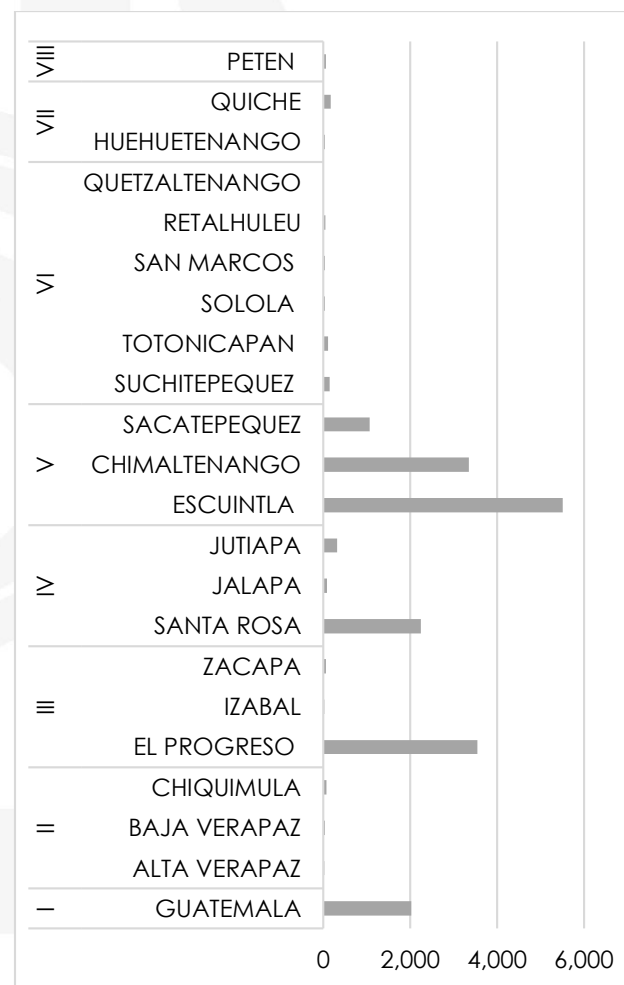 VIII
PETEN
VII
QUICHE
HUEHUETENANGO
VI
QUETZALTENANGO
RETALHULEU
SAN MARCOS
SOLOLA
TOTONICAPAN
SUCHITEPEQUEZ
V
SACATEPEQUEZ
CHIMALTENANGO
ESCUINTLA
IV
JUTIAPA
JALAPA
SANTA ROSA
III
ZACAPA
IZABAL
EL PROGRESO
II
CHIQUIMULA
BAJA VERAPAZ
ALTA VERAPAZ
I
GUATEMALA
0 2,000 4,000 6,000